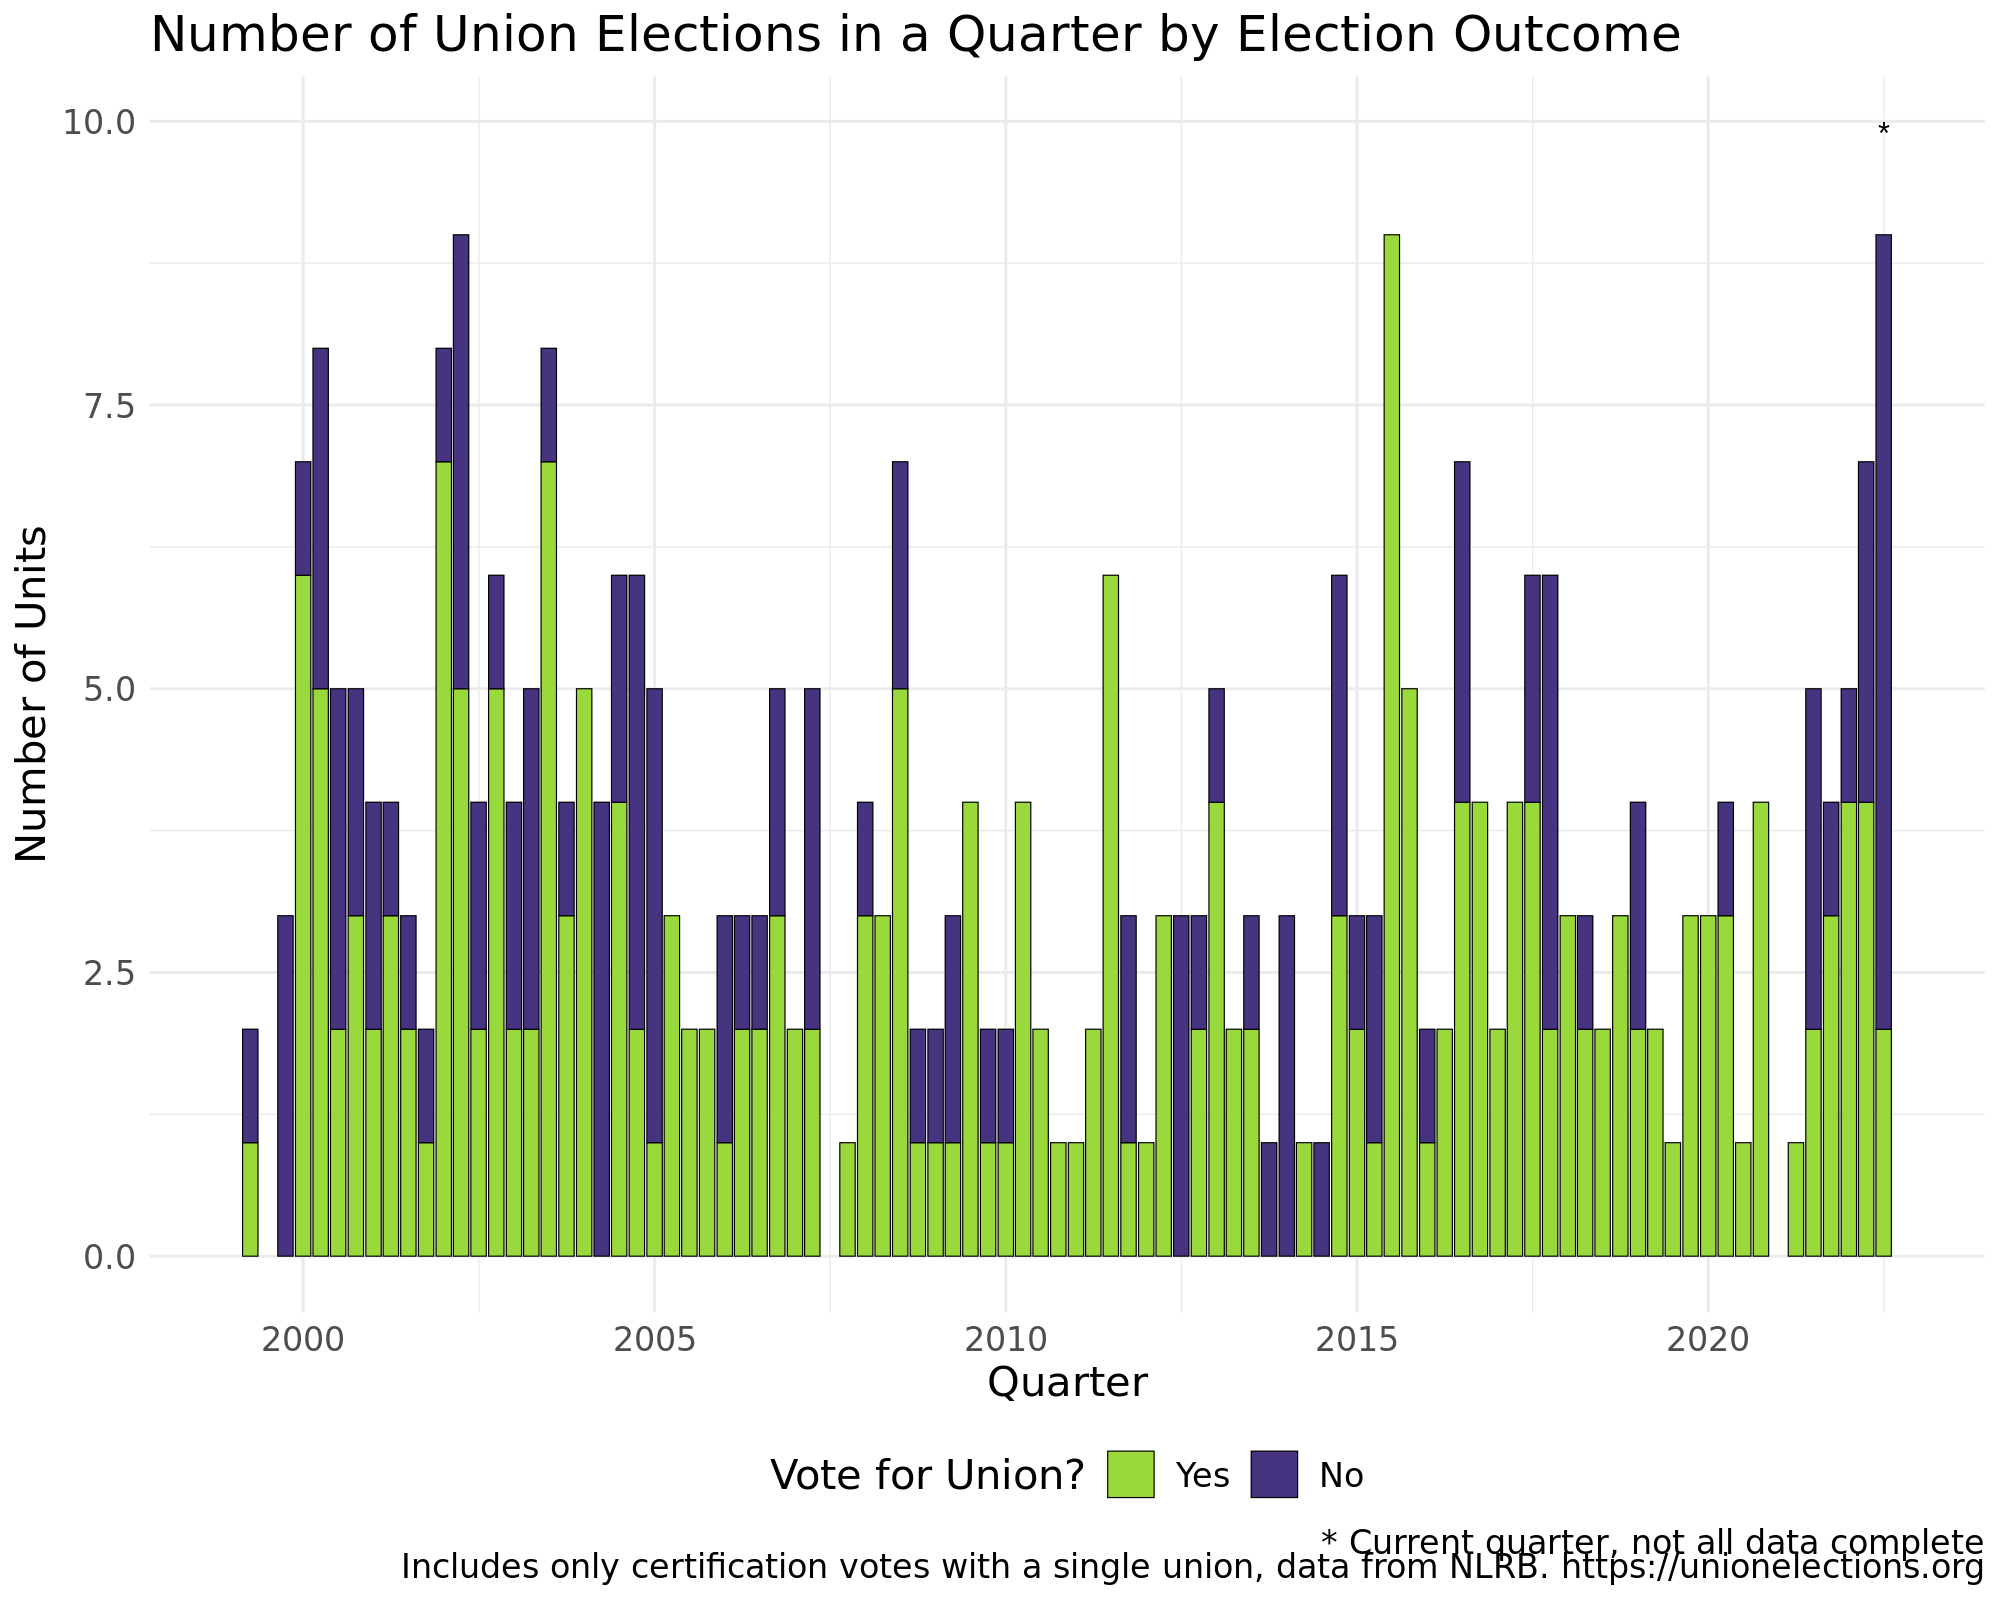 Number of Union Elections in a Quarter by Election Outcome
10.0
*
7.5
5.0
2.5
0.0
Number of Units
2000 2005 2010 2015 2020
Quarter
Vote for Union? Yes No
* Current quarter, not all data complete
Includes only certification votes with a single union, data from NLRB. https://unionelections.org